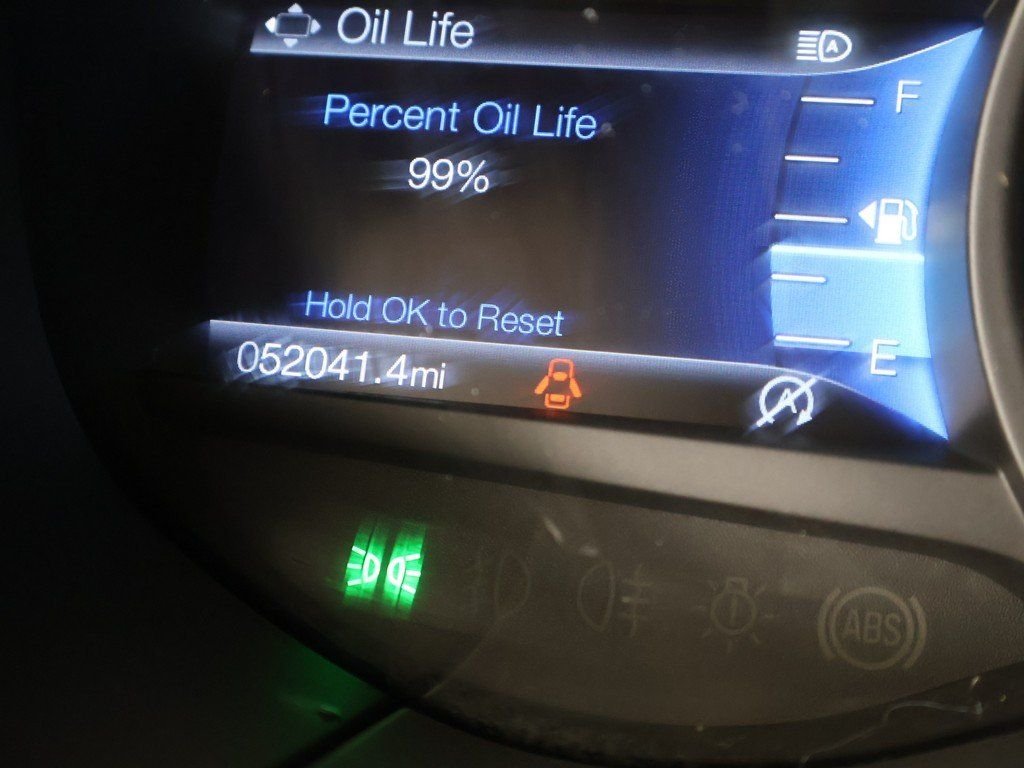 Oil Life
A
F
Percent Oil Life
99%
Hold OK to Reset
E
052041.4mi
A
ABS